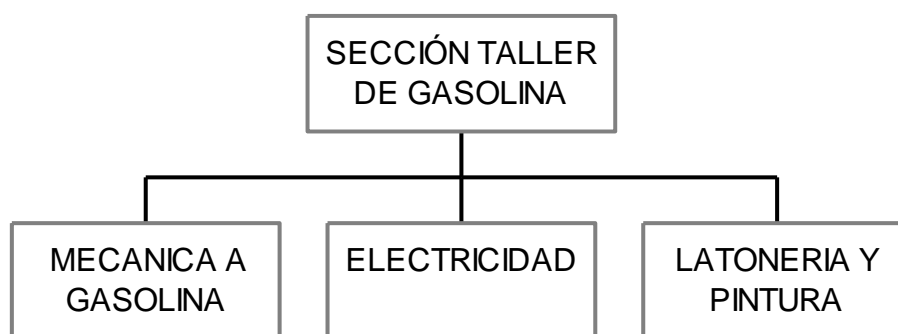 SECCIÓN TALLER
DE GASOLINA
MECANICA A
GASOLINA
ELECTRICIDAD
LATONERIA Y
PINTURA